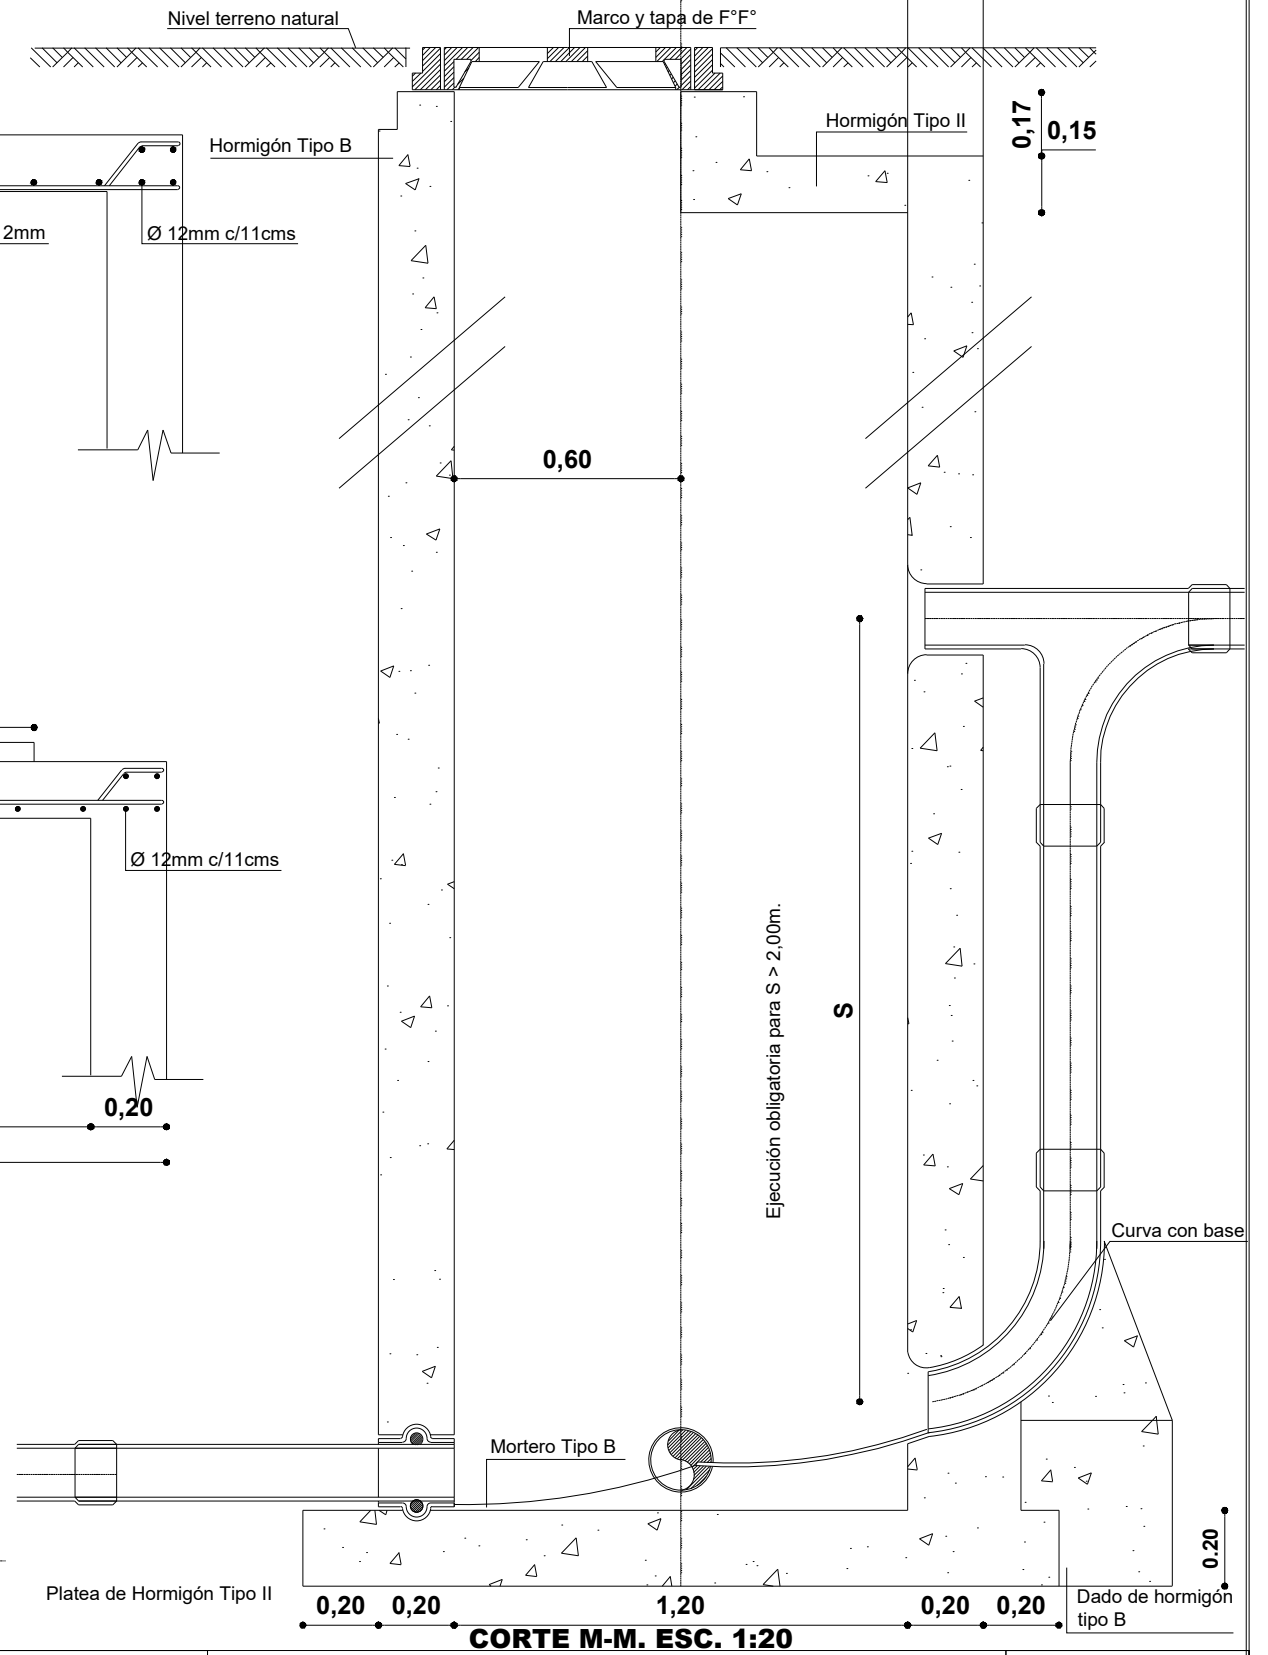 Nivel terreno natural
Marco y tapa de F°F°
Hormigón Tipo B
Hormigón Tipo II
0,17
0,15
2mm
Ø 12mm c/11cms
0,60
Ø 12mm c/11cms
Ejecución obligatoria para S > 2,00m.
S
0,20
Curva con base
Mortero Tipo B
0.20
Platea de Hormigón Tipo II
0,20
0,20
1,20
0,20
0,20
Dado de hormigón
tipo B
CORTE M-M. ESC. 1:20